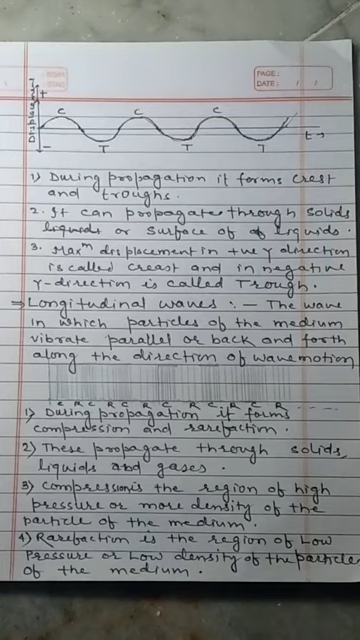 PAGE:
DATE: / /
Displacement
+
C C C
-
T T T
t→
1) During propagation it forms crest
and troughs.
2. It can propagate through solids
liquids or surface of liquids.
3. Maxm displacement in +ve y direction
is called creast and in negative
y-direction is called Trough.
⇒ Longitudinal waves :- The wave
in which particles of the medium
vibrate parallel or back and forth
along the direction of wave motion
C R C R C R C R C R C R ----
1) During propagation it forms
compression and rarefaction.
2) These propagate through solids,
liquids and gases.
3) compression is the region of high
pressure or more density of the
particle of the medium.
4) Rarefaction is the region of Low
Pressure or Low density of the particles
of the medium.